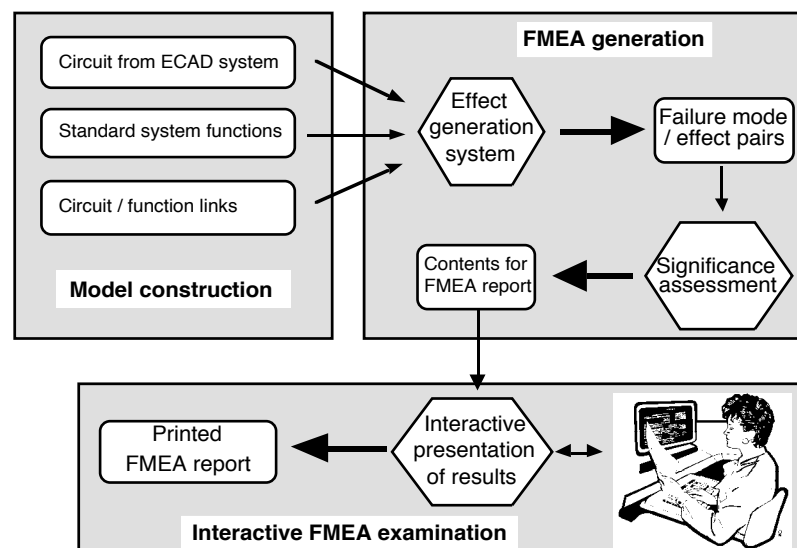 Circuit from ECAD system
Standard system functions
Circuit / function links
Model construction
FMEA generation
Effect
generation
system
Failure mode
/ effect pairs
Significance
assessment
Contents for
FMEA report
Interactive
presentation
of results
Printed
FMEA report
Interactive FMEA examination